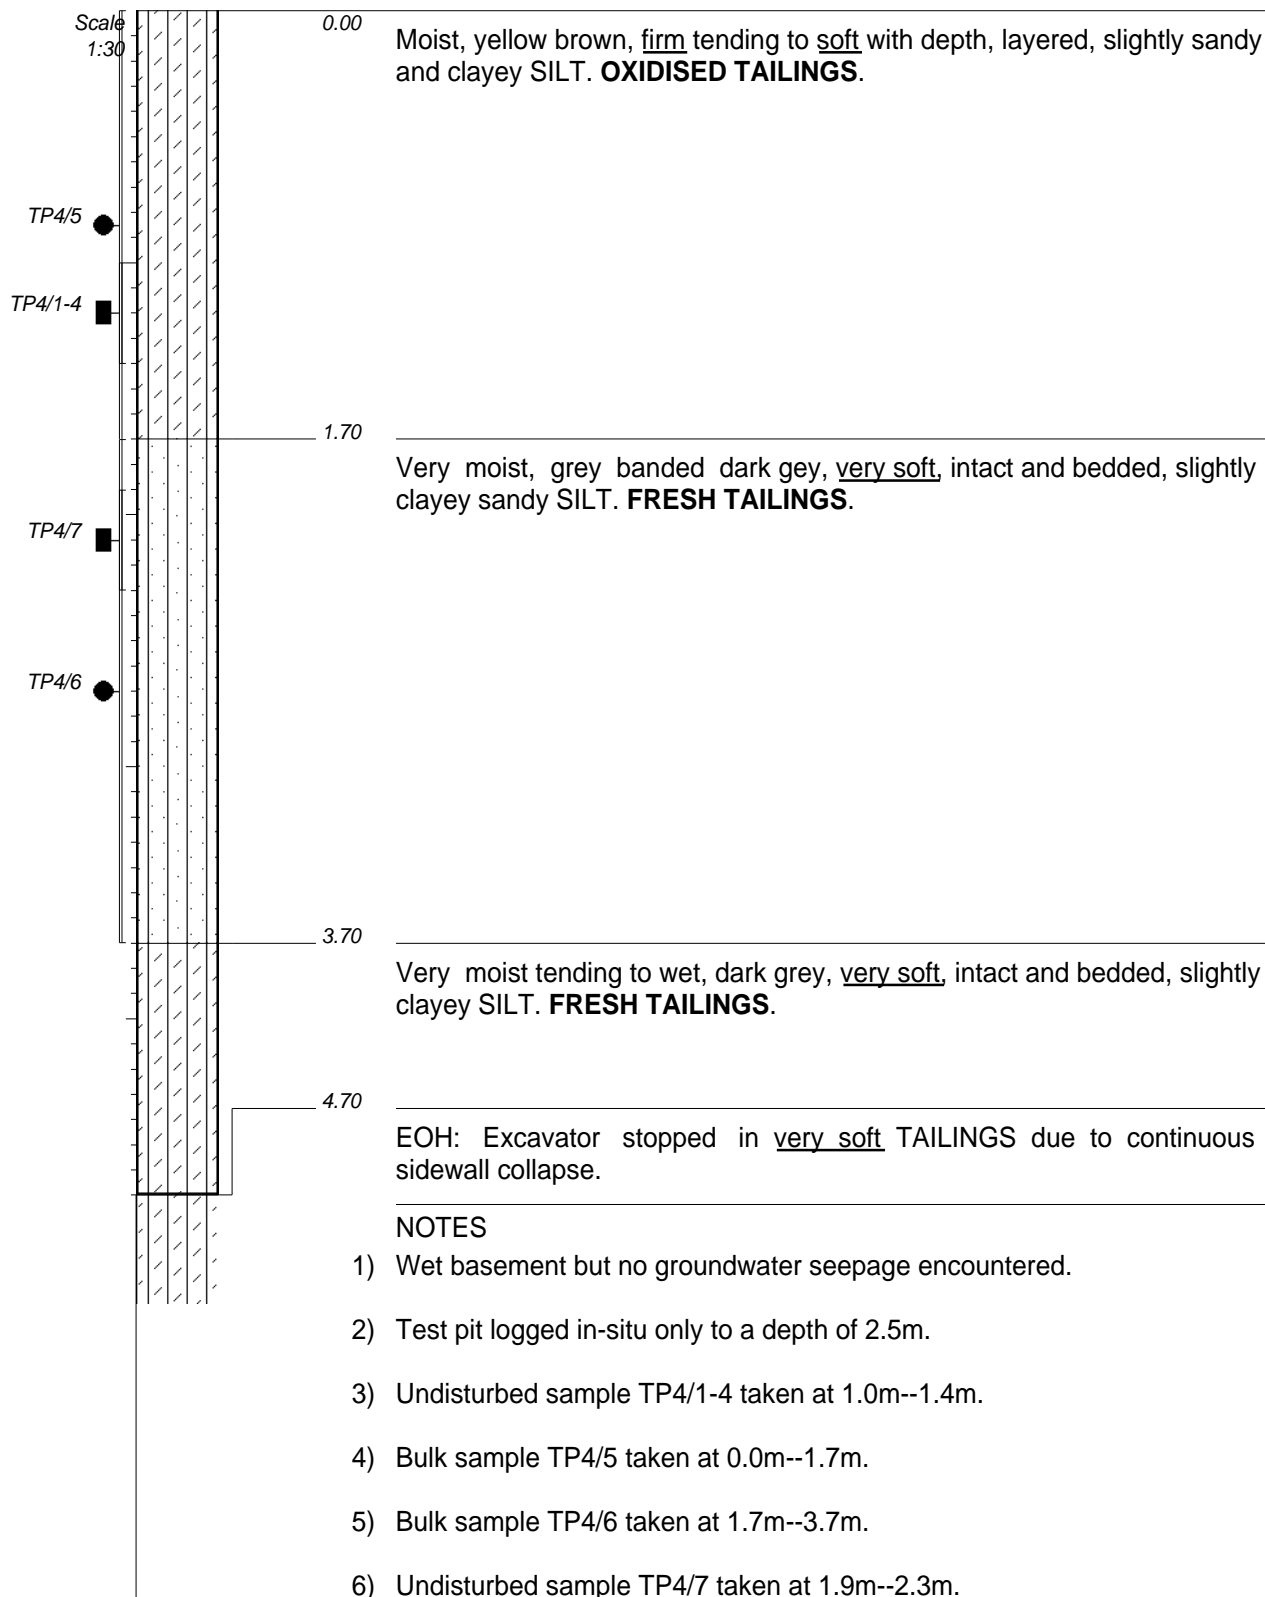 Scale
1:30
0.00
Moist, yellow brown, firm tending to soft with depth, layered, slightly sandy
and clayey SILT. OXIDISED TAILINGS.
TP4/5
TP4/1-4
1.70
Very moist, grey banded dark gey, very soft, intact and bedded, slightly
clayey sandy SILT. FRESH TAILINGS.
TP4/7
TP4/6
3.70
Very moist tending to wet, dark grey, very soft, intact and bedded, slightly
clayey SILT. FRESH TAILINGS.
4.70
EOH: Excavator stopped in very soft TAILINGS due to continuous
sidewall collapse.
NOTES
1) Wet basement but no groundwater seepage encountered.
2) Test pit logged in-situ only to a depth of 2.5m.
3) Undisturbed sample TP4/1-4 taken at 1.0m--1.4m.
4) Bulk sample TP4/5 taken at 0.0m--1.7m.
5) Bulk sample TP4/6 taken at 1.7m--3.7m.
6) Undisturbed sample TP4/7 taken at 1.9m--2.3m.